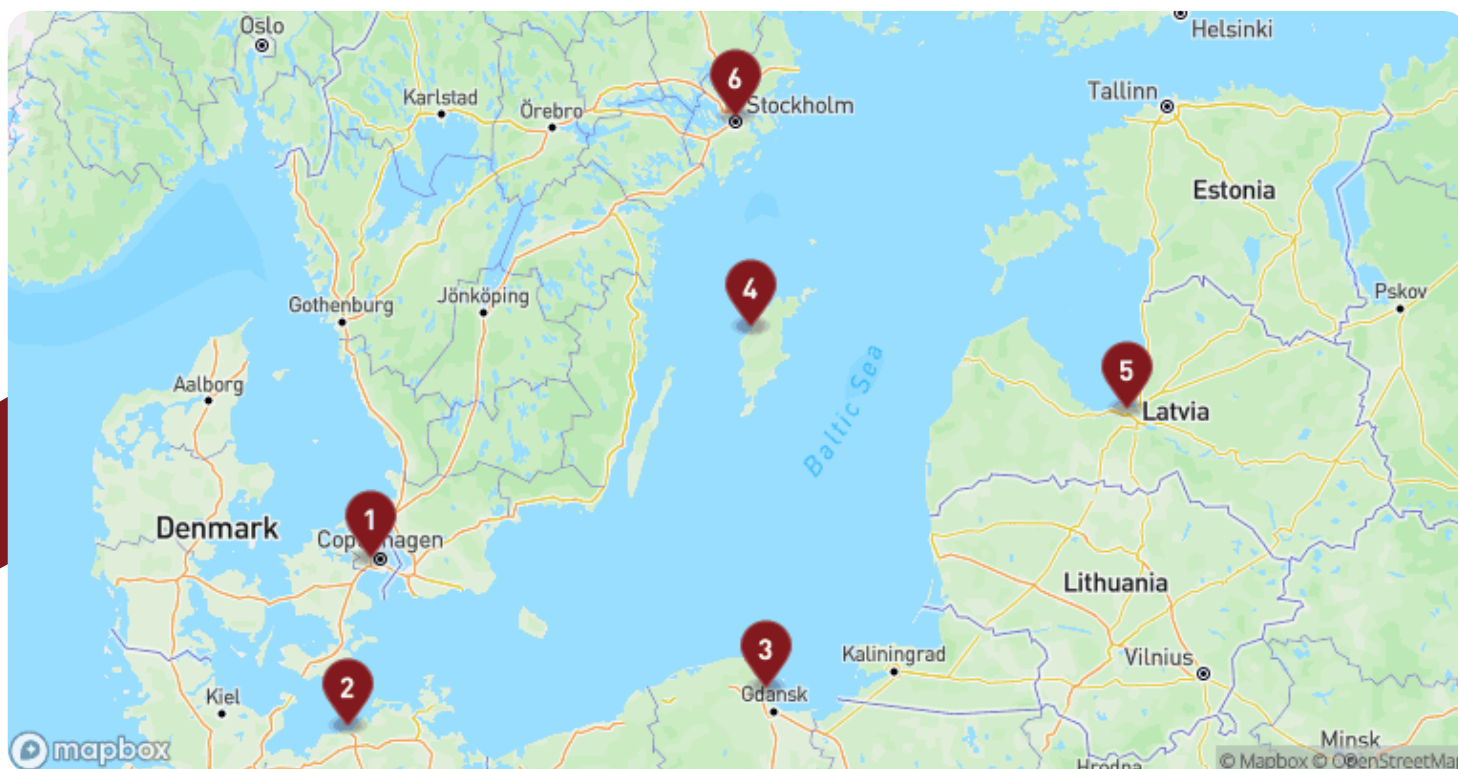 Oslo
Helsinki
6
Karlstad
Örebro
Stockholm
Tallinn
Estonia
4
Gothenburg
Jönköping
Pskov
Aalborg
5
Baltic Sea
Latvia
1
Denmark
Copenhagen
Lithuania
3
Kaliningrad
Vilnius
2
Kiel
Gdansk
mapbox
Minsk
Hrodna
© Mapbox © OpenStreetMap